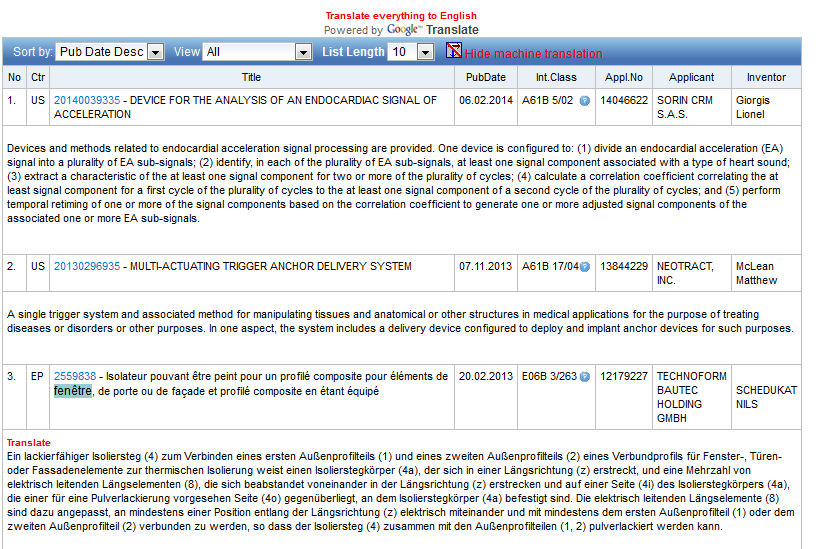 Translate everything to English
Powered by Google™ Translate
Sort by: Pub Date Desc View All List Length 10 Hide machine translation
No Ctr Title PubDate Int.Class Appl.No Applicant Inventor
1. US 20140039335 - DEVICE FOR THE ANALYSIS OF AN ENDOCARDIAC SIGNAL OF 06.02.2014 A61B 5/02 14046622 SORIN CRM Giorgis
ACCELERATION S.A.S. Lionel
Devices and methods related to endocardial acceleration signal processing are provided. One device is configured to: (1) divide an endocardial acceleration (EA)
signal into a plurality of EA sub-signals; (2) identify, in each of the plurality of EA sub-signals, at least one signal component associated with a type of heart sound;
(3) extract a characteristic of the at least one signal component for two or more of the plurality of cycles; (4) calculate a correlation coefficient correlating the at
least signal component for a first cycle of the plurality of cycles to the at least one signal component of a second cycle of the plurality of cycles; and (5) perform
temporal retiming of one or more of the signal components based on the correlation coefficient to generate one or more adjusted signal components of the
associated one or more EA sub-signals.
2. US 20130296935 - MULTI-ACTUATING TRIGGER ANCHOR DELIVERY SYSTEM 07.11.2013 A61B 17/04 13844229 NEOTRACT, McLean
INC. Matthew
A single trigger system and associated method for manipulating tissues and anatomical or other structures in medical applications for the purpose of treating
diseases or disorders or other purposes. In one aspect, the system includes a delivery device configured to deploy and implant anchor devices for such purposes.
3. EP 2559838 - Isolateur pouvant être peint pour un profilé composite pour éléments de 20.02.2013 E06B 3/263 12179227 TECHNOFORM
fenêtre, de porte ou de façade et profilé composite en étant équipé BAUTEC SCHEDUKAT
HOLDING NILS
GMBH
Translate
Ein lackierfähiger Isoliersteg (4) zum Verbinden eines ersten Außenprofilteils (1) und eines zweiten Außenprofilteils (2) eines Verbundprofils für Fenster-, Türen-
oder Fassadenelemente zur thermischen Isolierung weist einen Isolierstegkörper (4a), der sich in einer Längsrichtung (z) erstreckt, und eine Mehrzahl von
elektrisch leitenden Längselementen (8), die sich beabstandet voneinander in der Längsrichtung (z) erstrecken und auf einer Seite (4i) des Isolierstegkörpers (4a),
die einer für eine Pulverlackierung vorgesehen Seite (4o) gegenüberliegt, an dem Isolierstegkörper (4a) befestigt sind. Die elektrisch leitenden Längselemente (8)
sind dazu angepasst, an mindestens einer Position entlang der Längsrichtung (z) elektrisch miteinander und mit mindestens dem ersten Außenprofilteil (1) oder dem
zweiten Außenprofilteil (2) verbunden zu werden, so dass der Isoliersteg (4) zusammen mit den Außenprofilteilen (1, 2) pulverlackiert werden kann.